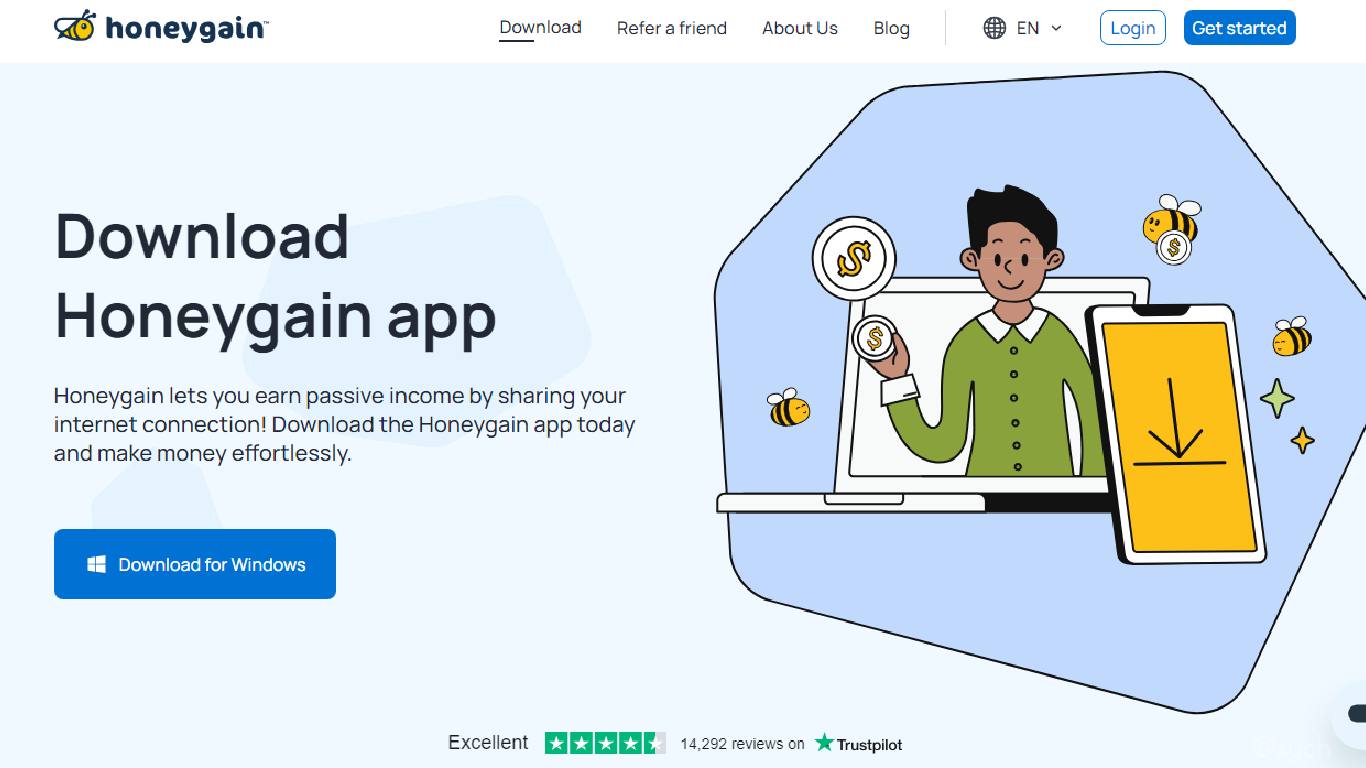 honeygain™
Download
Refer a friend
About Us
Blog
EN
Login
Get started
Download
Honeygain app
Honeygain lets you earn passive income by sharing your
internet connection! Download the Honeygain app today
and make money effortlessly.
Download for Windows
Excellent
14,292 reviews on
Trustpilot